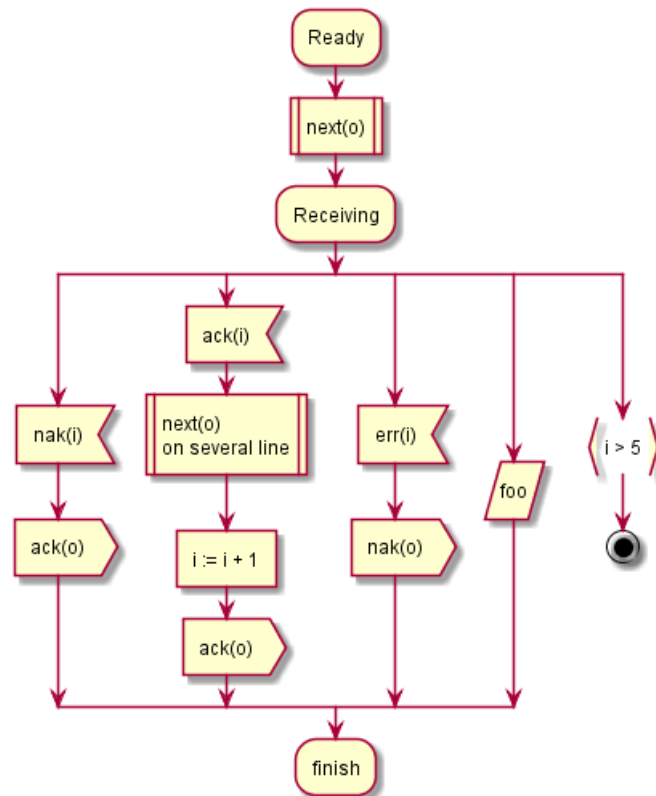 Ready
next(o)
Receiving
nak(i)
ack(o)
ack(i)
next(o)
on several line
i := i + 1
ack(o)
err(i)
nak(o)
foo
i > 5
finish